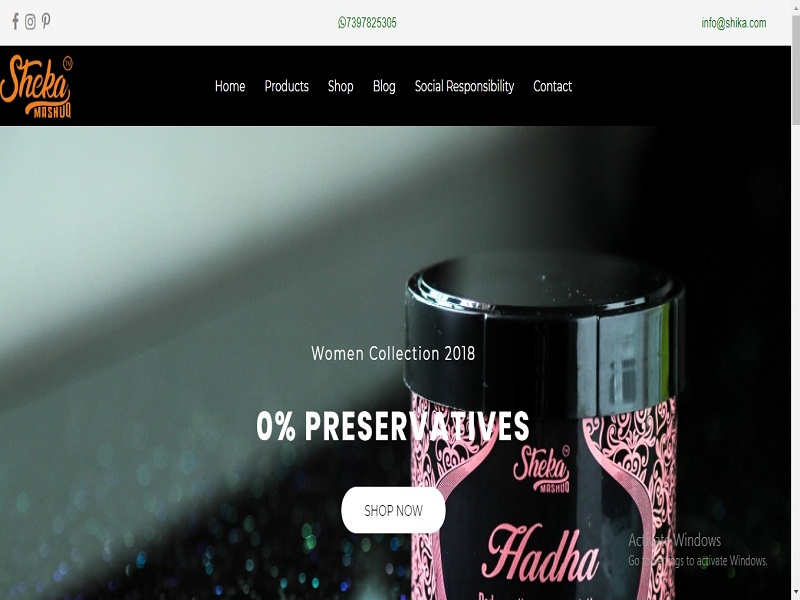 7397825305
info@shika.com
Sheka TM
MASHUQ
Home Products Shop Blog Social Responsibility Contact
Women Collection 2018
0% PRESERVATIVES
SHOP NOW
Sheka
MASHUQ
Hadha
Activate Windows
Go to Settings to activate Windows.